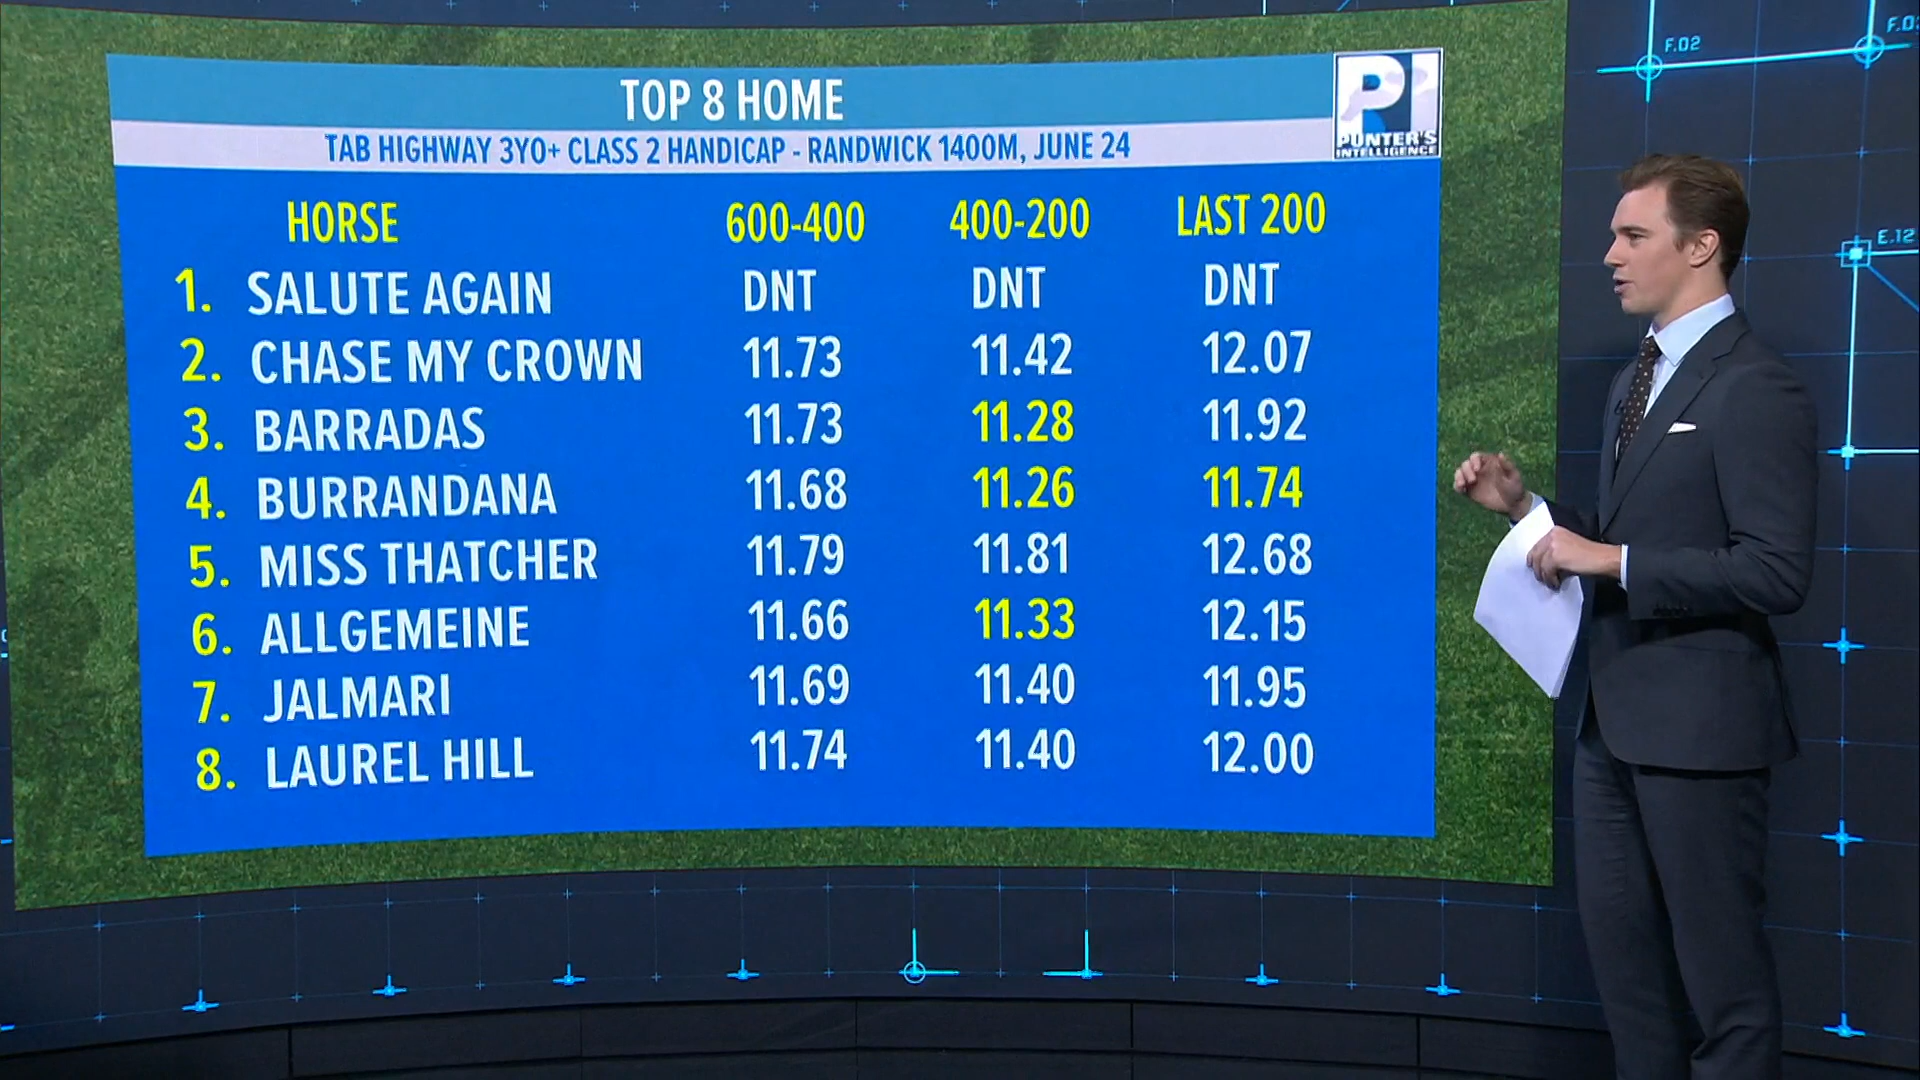 F.02
F.0
TOP 8 HOME
PI
PUNTER'S
INTELLIGENCE
TAB HIGHWAY 3YO+ CLASS 2 HANDICAP - RANDWICK 1400M, JUNE 24
HORSE 600-400 400-200 LAST 200
E.12
1. SALUTE AGAIN DNT DNT DNT
2. CHASE MY CROWN 11.73 11.42 12.07
3. BARRADAS 11.73 11.28 11.92
4. BURRANDANA 11.68 11.26 11.74
5. MISS THATCHER 11.79 11.81 12.68
6. ALLGEMEINE 11.66 11.33 12.15
7. JALMARI 11.69 11.40 11.95
8. LAUREL HILL 11.74 11.40 12.00